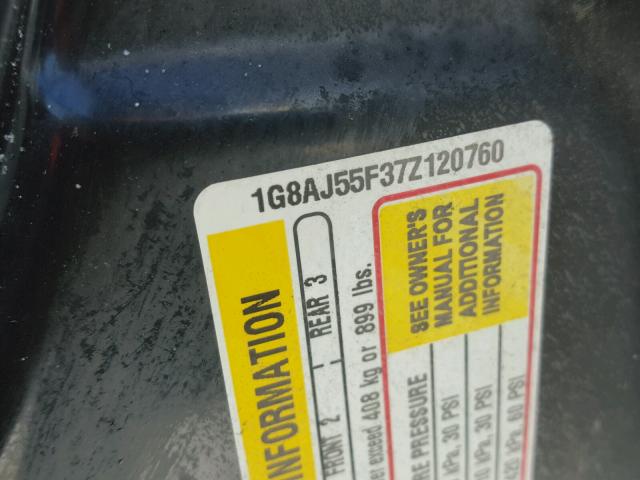 1G8AJ55F37Z120760
INFORMATION
FRONT 2 REAR 3
exceed 408 kg or 899 lbs.
SEE OWNER'S
MANUAL FOR
ADDITIONAL
INFORMATION
PRESSURE
kPa, 30 PSI
kPa, 30 PSI
420 kPa, 60 PSI